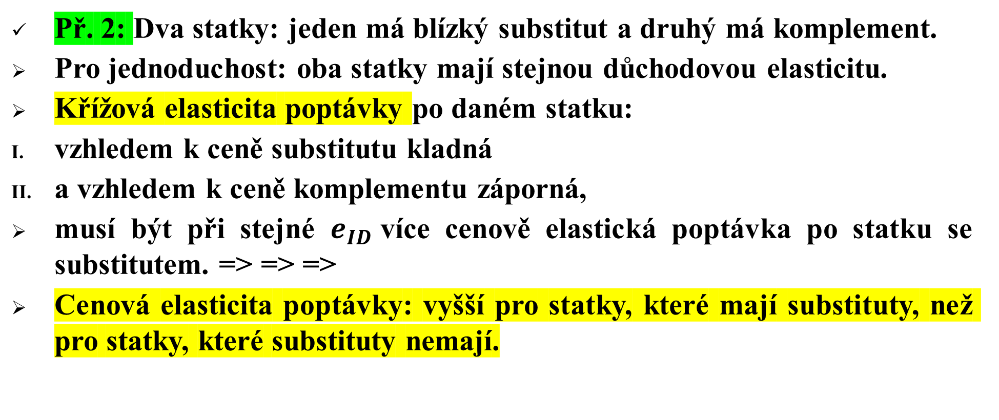 ✓ Př. 2: Dva statky: jeden má blízký substitut a druhý má komplement.
➢ Pro jednoduchost: oba statky mají stejnou důchodovou elasticitu.
➢ Křížová elasticita poptávky po daném statku:
I. vzhledem k ceně substitutu kladná
II. a vzhledem k ceně komplementu záporná,
➢ musí být při stejné e_ID více cenově elastická poptávka po statku se
substitutem. => => =>
➢ Cenová elasticita poptávky: vyšší pro statky, které mají substituty, než
pro statky, které substituty nemají.